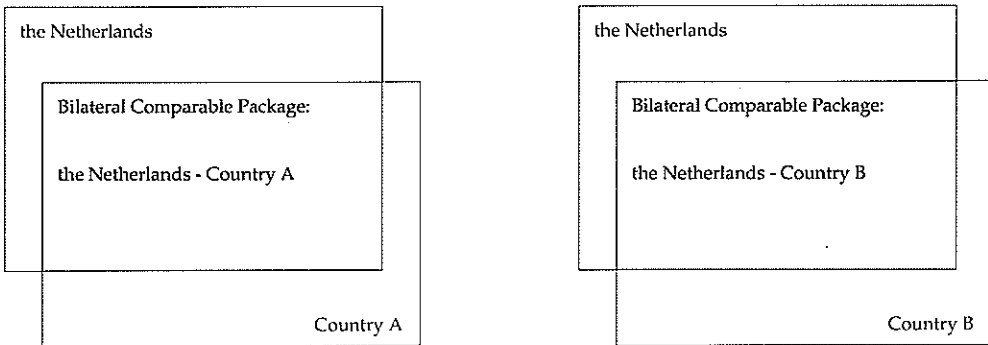 the Netherlands
Bilateral Comparable Package:
the Netherlands - Country A
Country A
the Netherlands
Bilateral Comparable Package:
the Netherlands - Country B
Country B